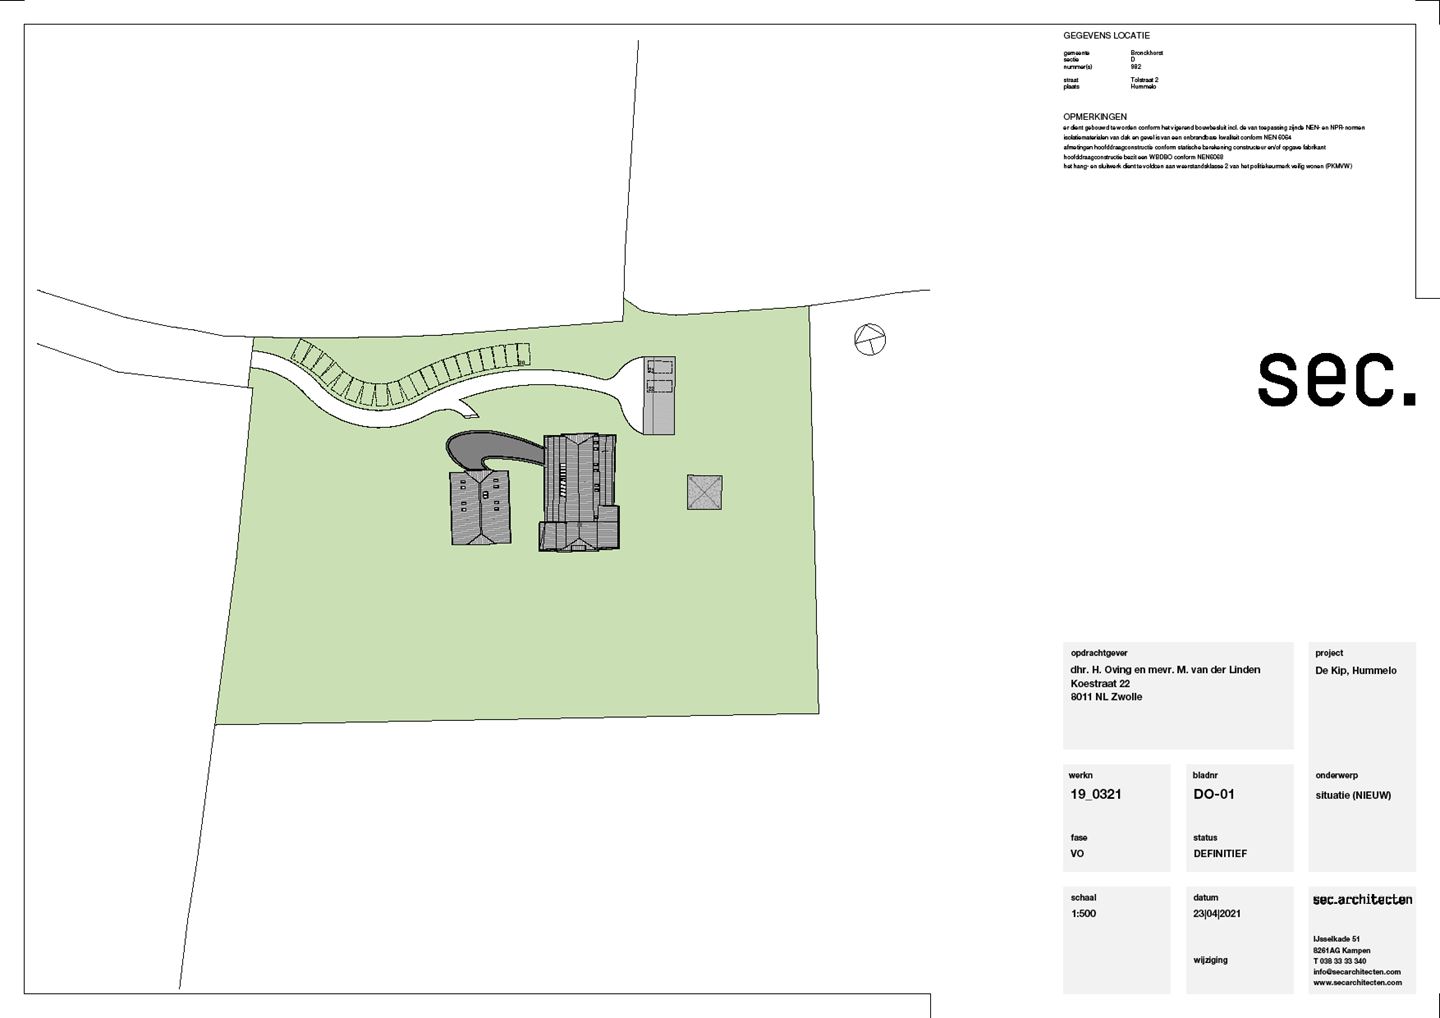 GEGEVENS LOCATIE
gemeente Bronckhorst
sectie D
nummer(s) 982
straat Tolstraat 2
plaats Hummelo
OPMERKINGEN
er dient gebouwd te worden conform het vigerend bouwbesluit incl. de van toepassing zijnde NEN- en NPR-normen
isolatiematerialen van dak en gevel is van een onbrandbare kwaliteit conform NEN 6064
afmetingen hoofddraagconstructie conform statische berekening constructeur en/of opgave fabrikant
hoofddraagconstructie bezit een WBDBO conform NEN6068
het hang- en sluitwerk dient te voldoen aan weerstandsklasse 2 van het politiekeurmerk veilig wonen (PKMVW)
sec.
opdrachtgever
dhr. H. Oving en mevr. M. van der Linden
Koestraat 22
8011 NL Zwolle
project
De Kip, Hummelo
werkn
19_0321
bladnr
DO-01
onderwerp
situatie (NIEUW)
fase
VO
status
DEFINITIEF
schaal
1:500
datum
23|04|2021
wijziging
sec.architecten
IJsselkade 51
8261AG Kampen
T 038 33 33 340
info@secarchitecten.com
www.secarchitecten.com